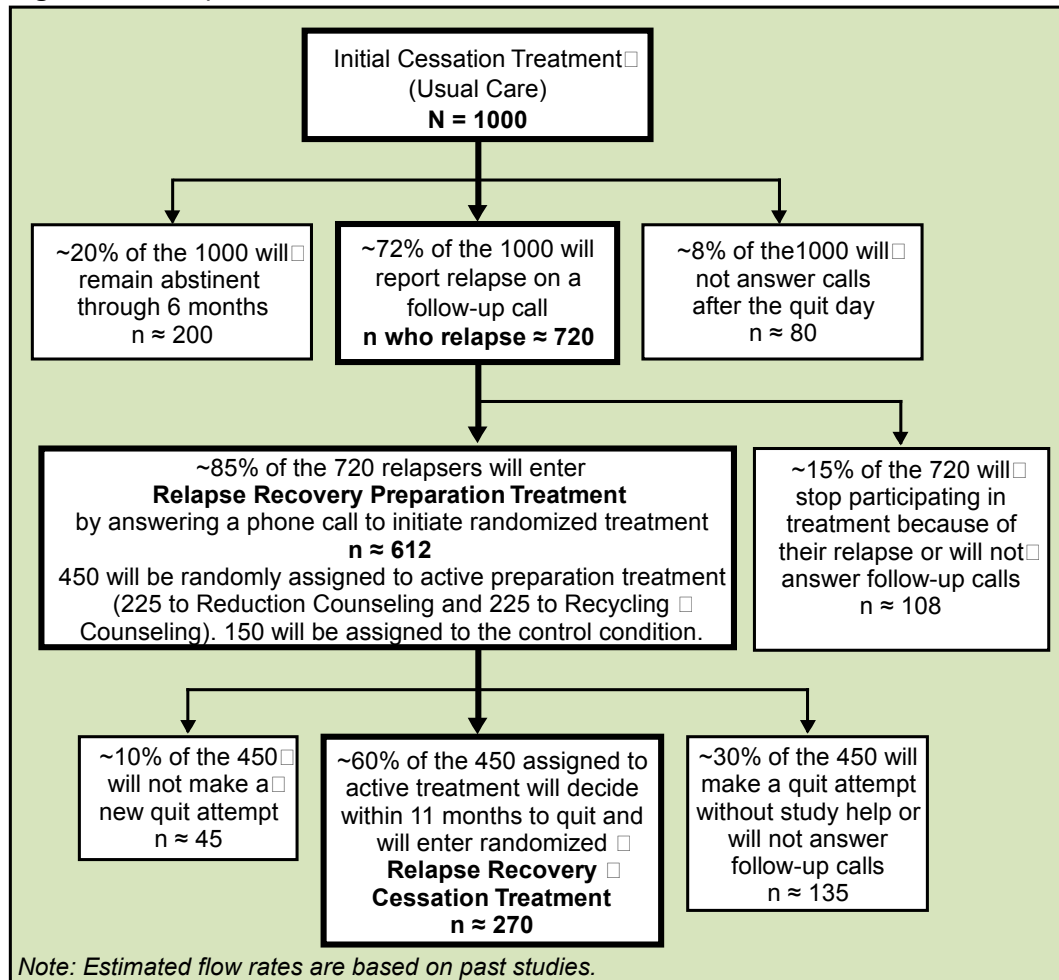 Initial Cessation Treatment
(Usual Care)
N = 1000
~20% of the 1000 will
remain abstinent
through 6 months
n ≈ 200
~72% of the 1000 will
report relapse on a
follow-up call
n who relapse ≈ 720
~8% of the1000 will
not answer calls
after the quit day
n ≈ 80
~85% of the 720 relapsers will enter
Relapse Recovery Preparation Treatment
by answering a phone call to initiate randomized treatment
n ≈ 612
450 will be randomly assigned to active preparation treatment
(225 to Reduction Counseling and 225 to Recycling
Counseling). 150 will be assigned to the control condition.
~15% of the 720 will
stop participating in
treatment because of
their relapse or will not
answer follow-up calls
n ≈ 108
~10% of the 450
will not make a
new quit attempt
n ≈ 45
~60% of the 450 assigned to
active treatment will decide
within 11 months to quit and
will enter randomized
Relapse Recovery
Cessation Treatment
n ≈ 270
~30% of the 450 will
make a quit attempt
without study help or
will not answer
follow-up calls
n ≈ 135
Note: Estimated flow rates are based on past studies.